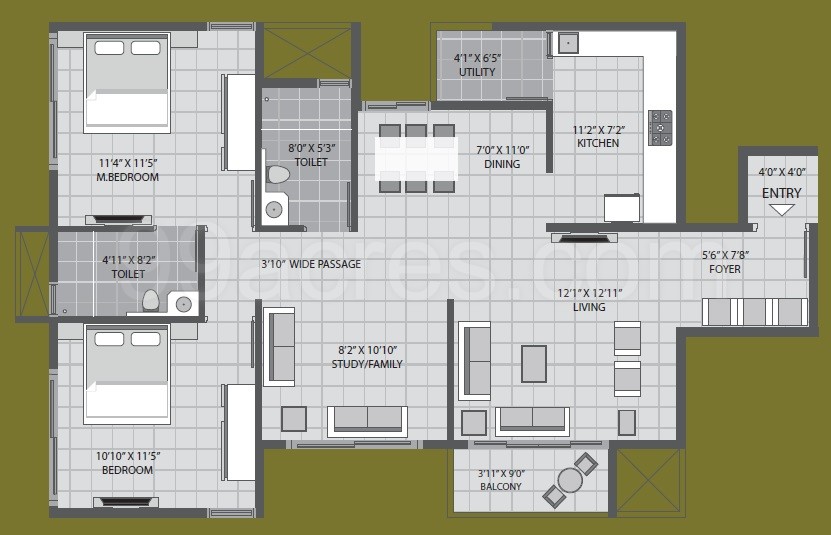 4'1" X 6'5"
UTILITY
11'2" X 7'2"
KITCHEN
8'0" X 5'3"
TOILET
7'0" X 11'0"
DINING
11'4" X 11'5"
M.BEDROOM
4'0" X 4'0"
ENTRY
4'11" X 8'2"
TOILET
3'10" WIDE PASSAGE
5'6" X 7'8"
FOYER
99acres.com
12'1" X 12'11"
LIVING
8'2" X 10'10"
STUDY/FAMILY
10'10" X 11'5"
BEDROOM
3'11" X 9'0"
BALCONY